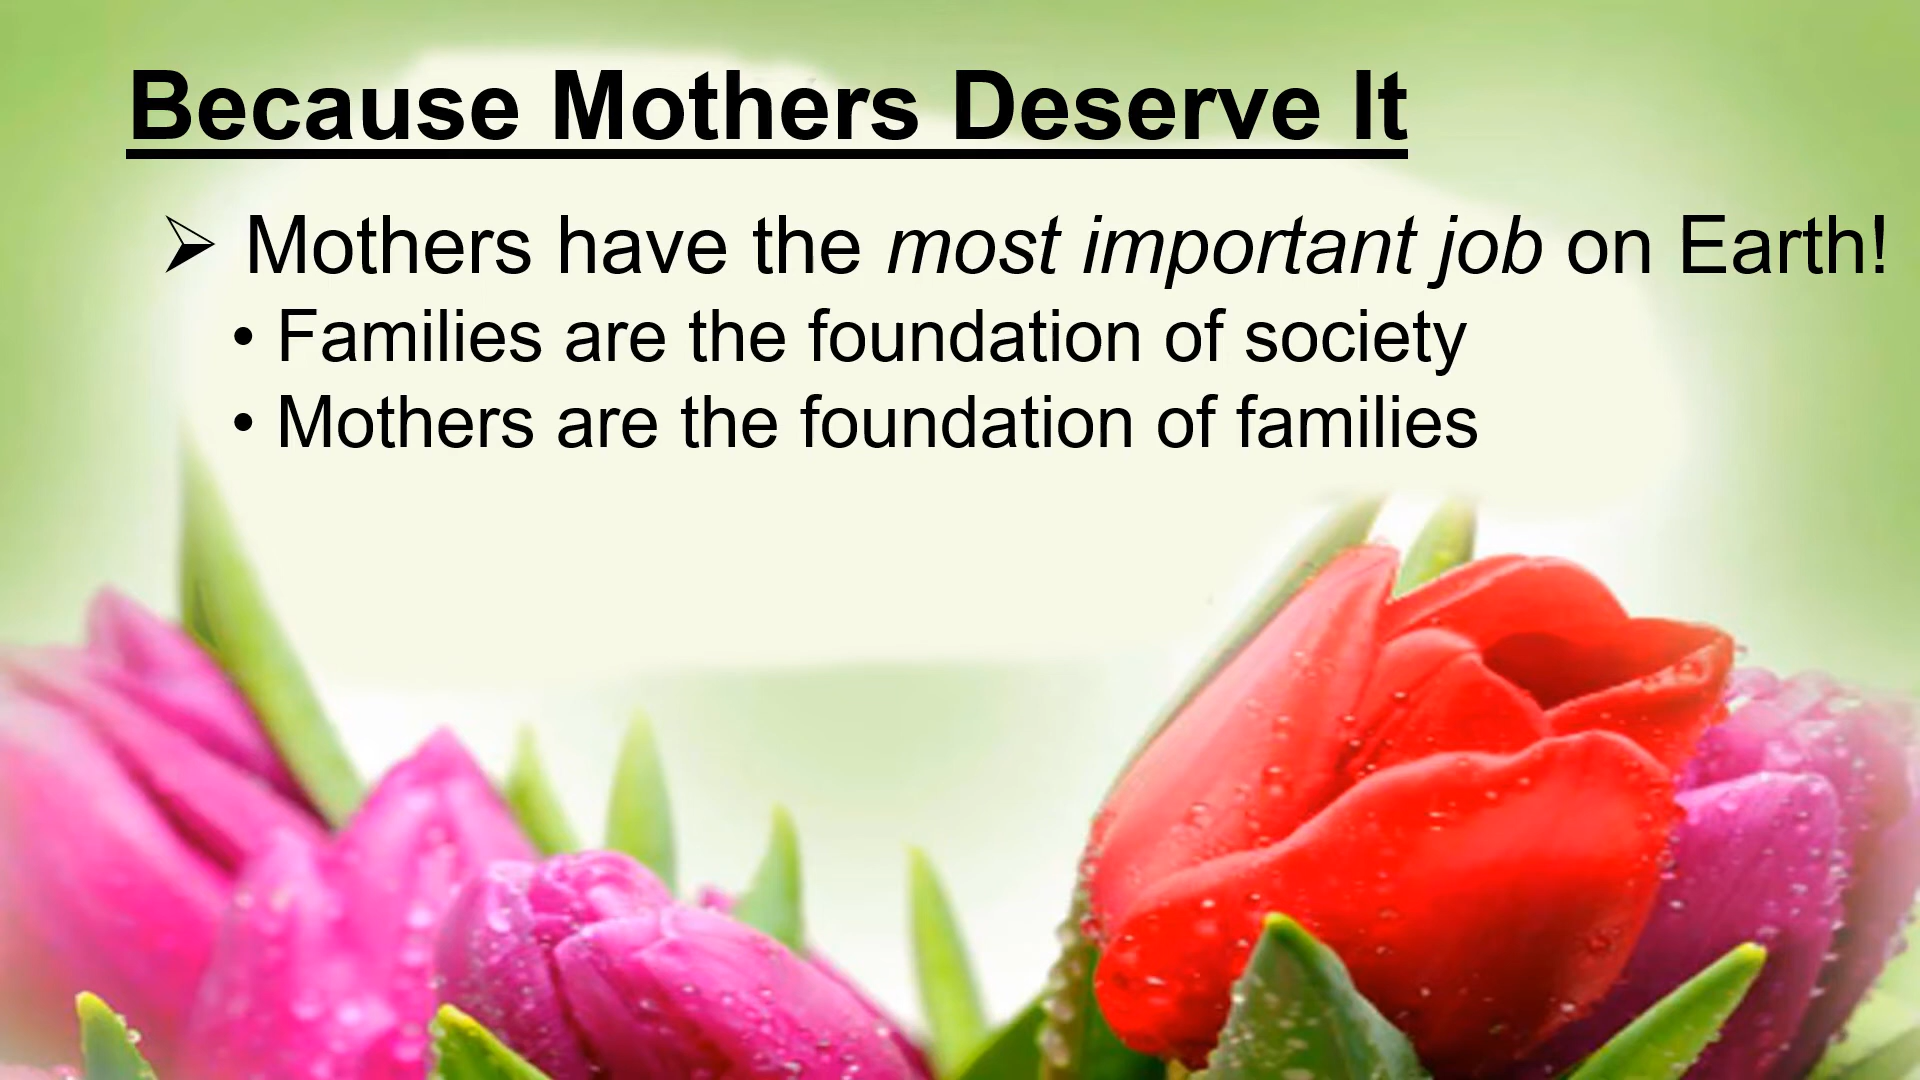 Because Mothers Deserve It
➢ Mothers have the most important job on Earth!
• Families are the foundation of society
• Mothers are the foundation of families